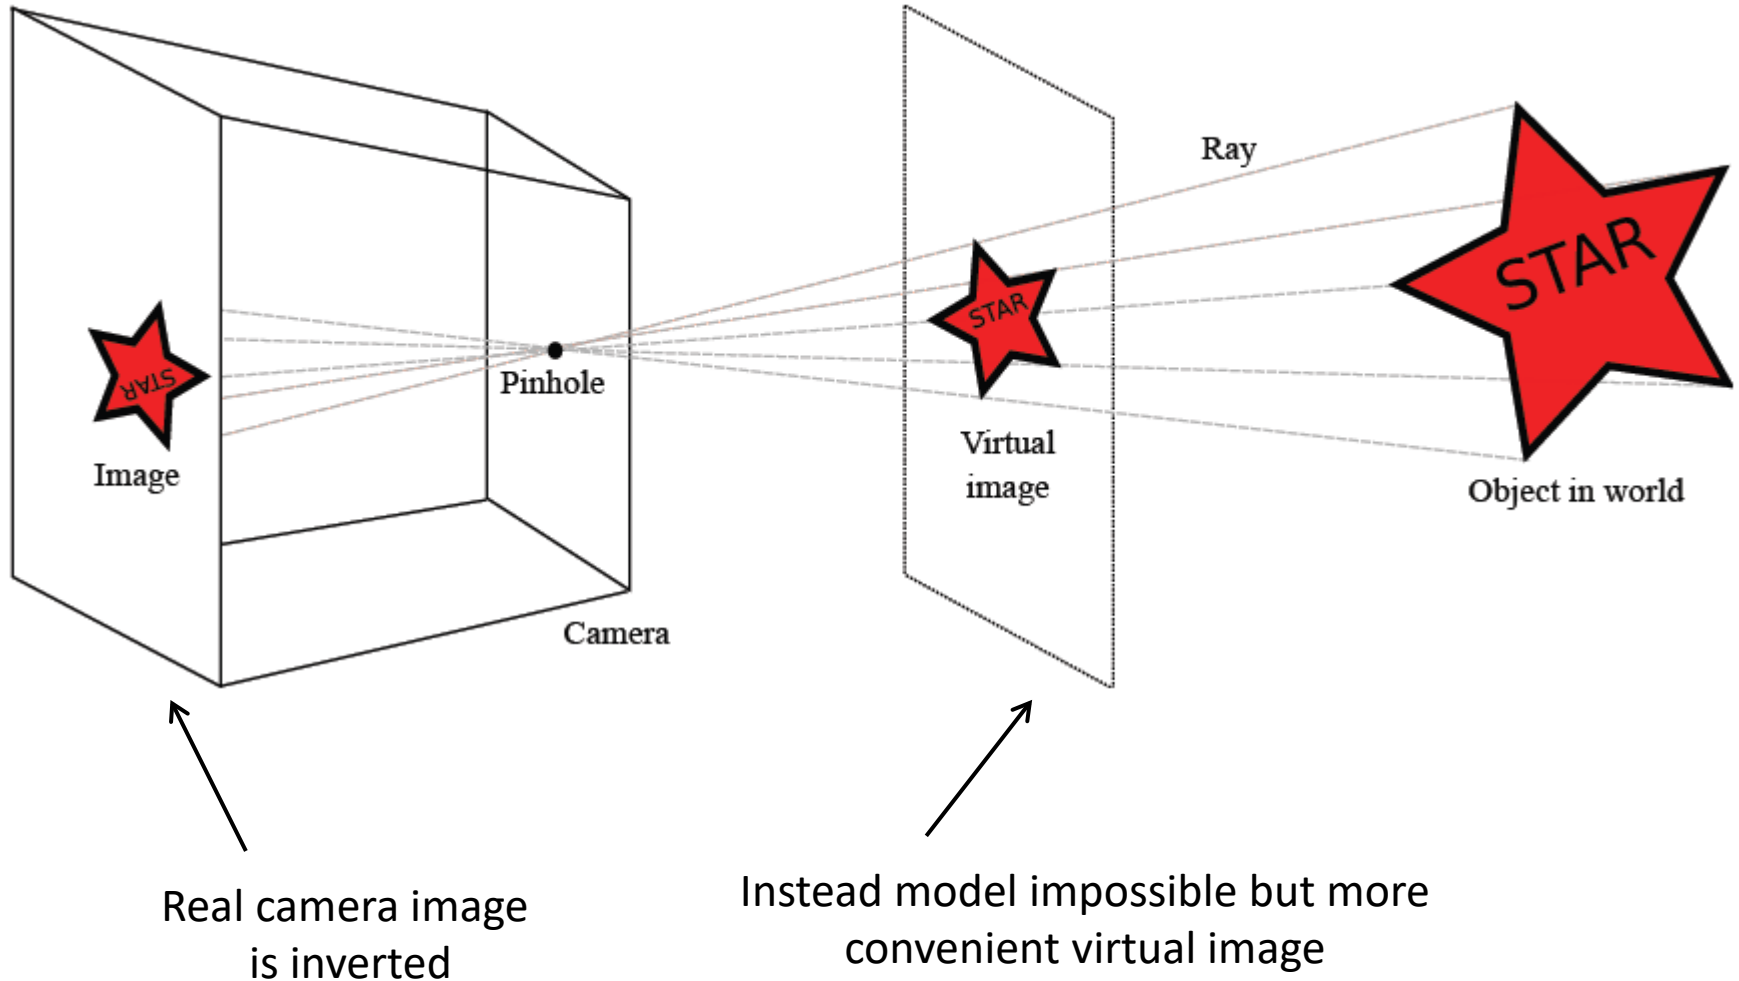 Ray
STAR
STAR
STAR
Pinhole
Image
Virtual
image
Object in world
Camera
Real camera image
is inverted
Instead model impossible but more
convenient virtual image